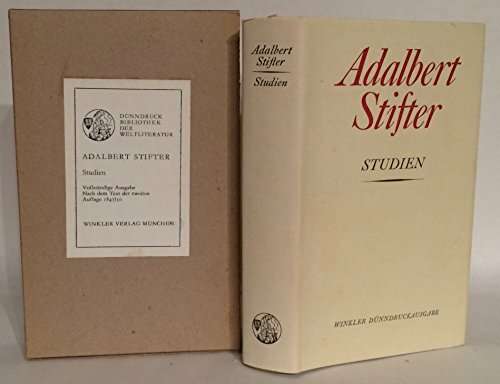 DÜNNDRUCK
BIBLIOTHEK
DER
WELTLITERATUR
ADALBERT STIFTER
Studien
Vollständige Ausgabe
Nach dem Text der zweiten
Auflage 1847/50
WINKLER VERLAG MÜNCHEN
Adalbert
Stifter
Studien
Adalbert
Stifter
STUDIEN
WINKLER DÜNNDRUCKAUSGABE